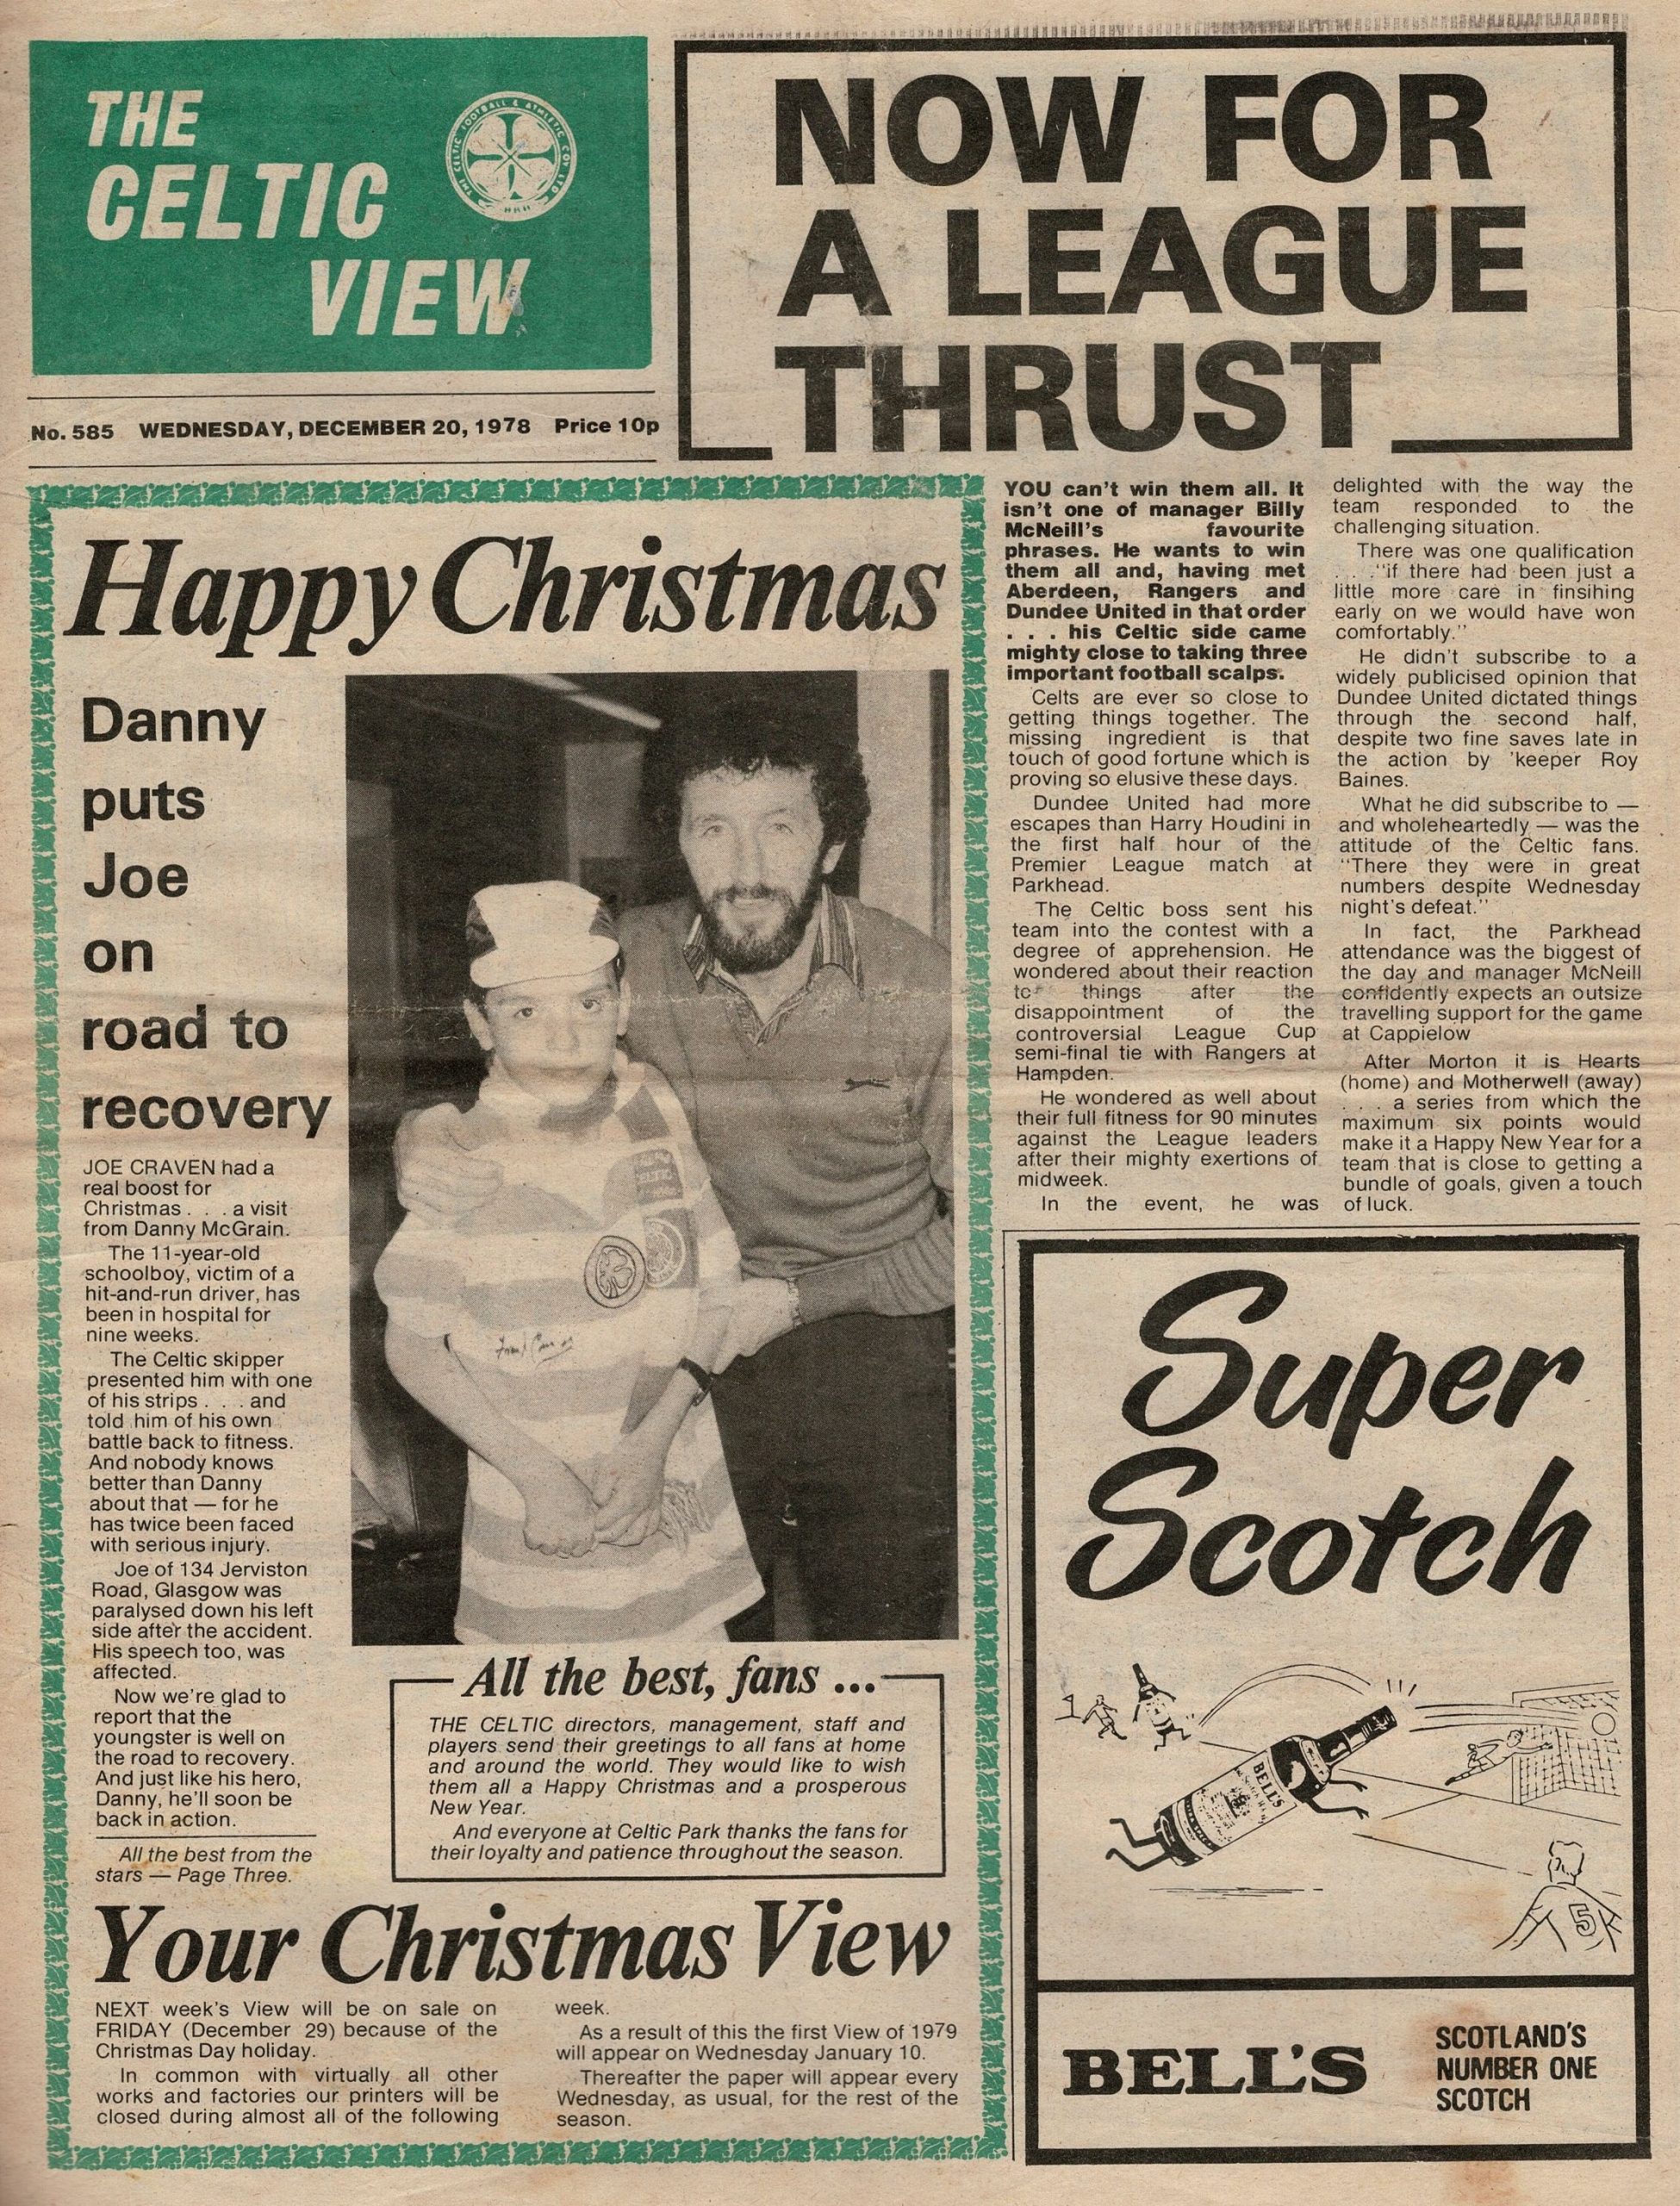 THE
CELTIC
VIEW
THE CELTIC FOOTBALL & ATHLETIC COY LTD
No. 585 WEDNESDAY, DECEMBER 20, 1978 Price 10p
NOW FOR
A LEAGUE
THRUST
Happy Christmas
Danny
puts
Joe
on
road to
recovery
JOE CRAVEN had a
real boost for
Christmas . . . a visit
from Danny McGrain.
The 11-year-old
schoolboy, victim of a
hit-and-run driver, has
been in hospital for
nine weeks.
The Celtic skipper
presented him with one
of his strips . . . and
told him of his own
battle back to fitness.
And nobody knows
better than Danny
about that — for he
has twice been faced
with serious injury.
Joe of 134 Jerviston
Road, Glasgow was
paralysed down his left
side after the accident.
His speech too, was
affected.
Now we're glad to
report that the
youngster is well on
the road to recovery.
And just like his hero,
Danny, he'll soon be
back in action.
All the best from the
stars — Page Three.
All the best, fans ...
THE CELTIC directors, management, staff and
players send their greetings to all fans at home
and around the world. They would like to wish
them all a Happy Christmas and a prosperous
New Year.
And everyone at Celtic Park thanks the fans for
their loyalty and patience throughout the season.
Your Christmas View
NEXT week's View will be on sale on
FRIDAY (December 29) because of the
Christmas Day holiday.
In common with virtually all other
works and factories our printers will be
closed during almost all of the following
week.
As a result of this the first View of 1979
will appear on Wednesday January 10.
Thereafter the paper will appear every
Wednesday, as usual, for the rest of the
season.
YOU can't win them all. It
isn't one of manager Billy
McNeill's favourite
phrases. He wants to win
them all and, having met
Aberdeen, Rangers and
Dundee United in that order
. . . his Celtic side came
mighty close to taking three
important football scalps.
Celts are ever so close to
getting things together. The
missing ingredient is that
touch of good fortune which is
proving so elusive these days.
Dundee United had more
escapes than Harry Houdini in
the first half hour of the
Premier League match at
Parkhead.
The Celtic boss sent his
team into the contest with a
degree of apprehension. He
wondered about their reaction
to things after the
disappointment of the
controversial League Cup
semi-final tie with Rangers at
Hampden.
He wondered as well about
their full fitness for 90 minutes
against the League leaders
after their mighty exertions of
midweek.
In the event, he was
delighted with the way the
team responded to the
challenging situation.
There was one qualification
. . . "if there had been just a
little more care in finsihing
early on we would have won
comfortably."
He didn't subscribe to a
widely publicised opinion that
Dundee United dictated things
through the second half,
despite two fine saves late in
the action by 'keeper Roy
Baines.
What he did subscribe to —
and wholeheartedly — was the
attitude of the Celtic fans.
"There they were in great
numbers despite Wednesday
night's defeat."
In fact, the Parkhead
attendance was the biggest of
the day and manager McNeill
confidently expects an outsize
travelling support for the game
at Cappielow
After Morton it is Hearts
(home) and Motherwell (away)
. . . a series from which the
maximum six points would
make it a Happy New Year for a
team that is close to getting a
bundle of goals, given a touch
of luck.
Super
Scotch
BELL'S
5
BELL'S
SCOTLAND'S
NUMBER ONE
SCOTCH